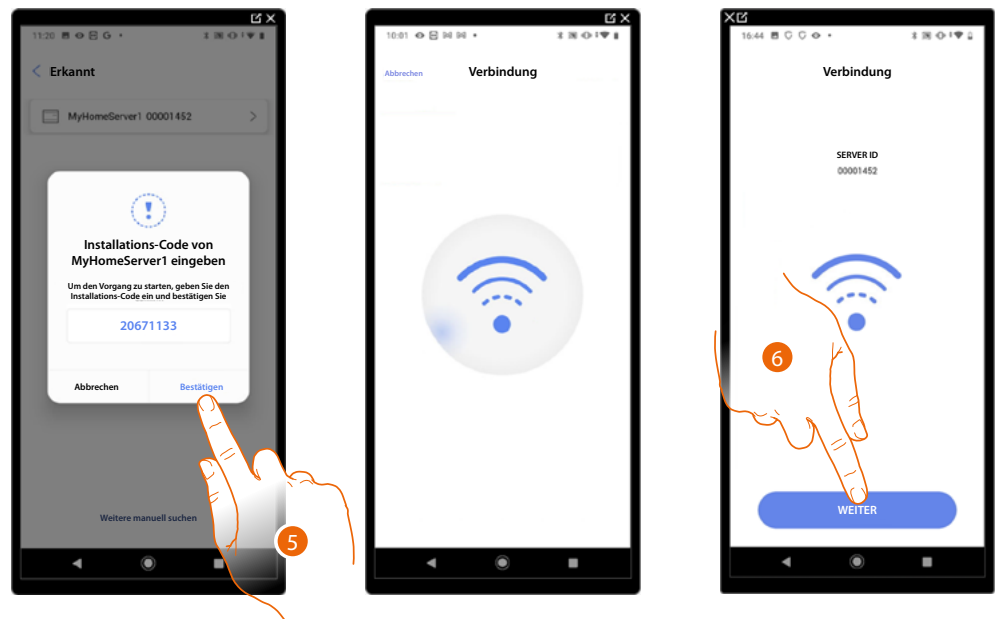 11:20
Erkannt
MyHomeServer1 00001452
Installations-Code von
MyHomeServer1 eingeben
Um den Vorgang zu starten, geben Sie den
Installations-Code ein und bestätigen Sie
20671133
Abbrechen
Bestätigen
Weitere manuell suchen
5
10:01
Abbrechen
Verbindung
16:44
Verbindung
SERVER ID
00001452
6
WEITER